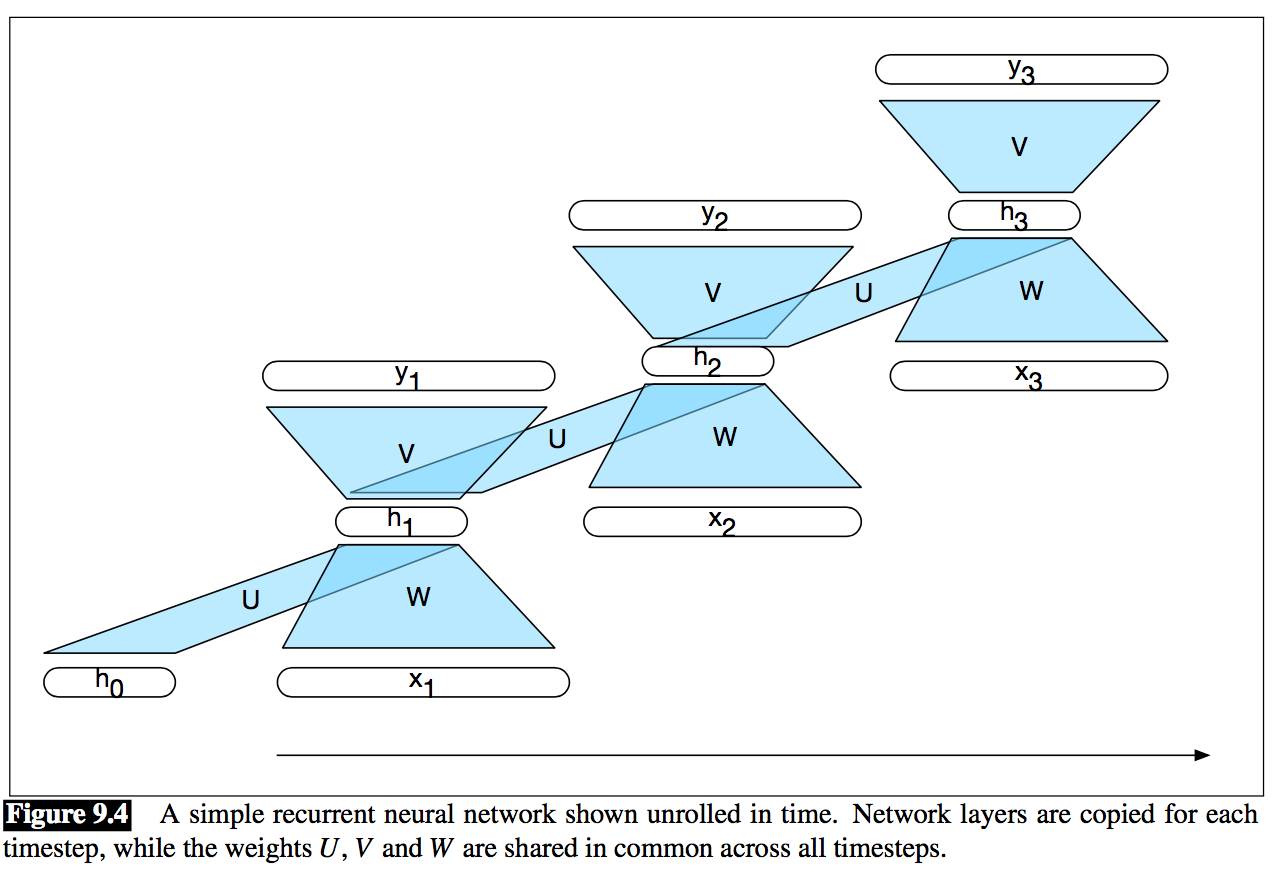 y3
V
y2
h3
V
U
W
h2
x3
y1
V
U
W
h1
x2
U
W
h0
x1
Figure 9.4 A simple recurrent neural network shown unrolled in time. Network layers are copied for each
timestep, while the weights U, V and W are shared in common across all timesteps.